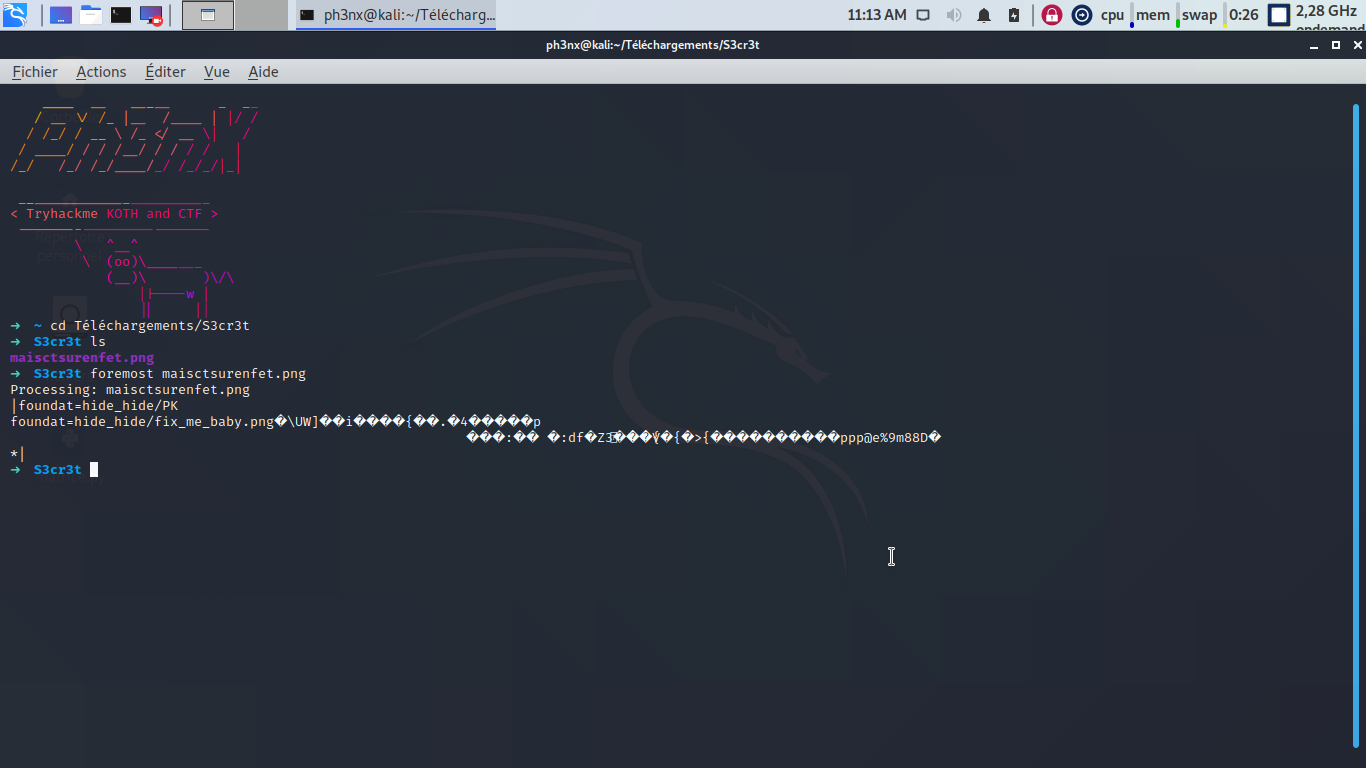 ph3nx@kali:~/Télécharg...
11:13 AM
cpu mem swap 0:26 2,28 GHz
ondemand
ph3nx@kali:~/Téléchargements/S3cr3t
Fichier Actions Éditer Vue Aide
< Tryhackme KOTH and CTF >
\ ^__^
\ (oo)\_______
(__)\ )\/\
||----w |
|| ||
→ ~ cd Téléchargements/S3cr3t
→ S3cr3t ls
maisctsurenfet.png
→ S3cr3t foremost maisctsurenfet.png
Processing: maisctsurenfet.png
|foundat=hide_hide/PK
foundat=hide_hide/fix_me_baby.png�\UW]��i����{��.�4�����p
���:�� �:df�Z3���� �{�>{����������ppp@e%9m88D�
*|
→ S3cr3t